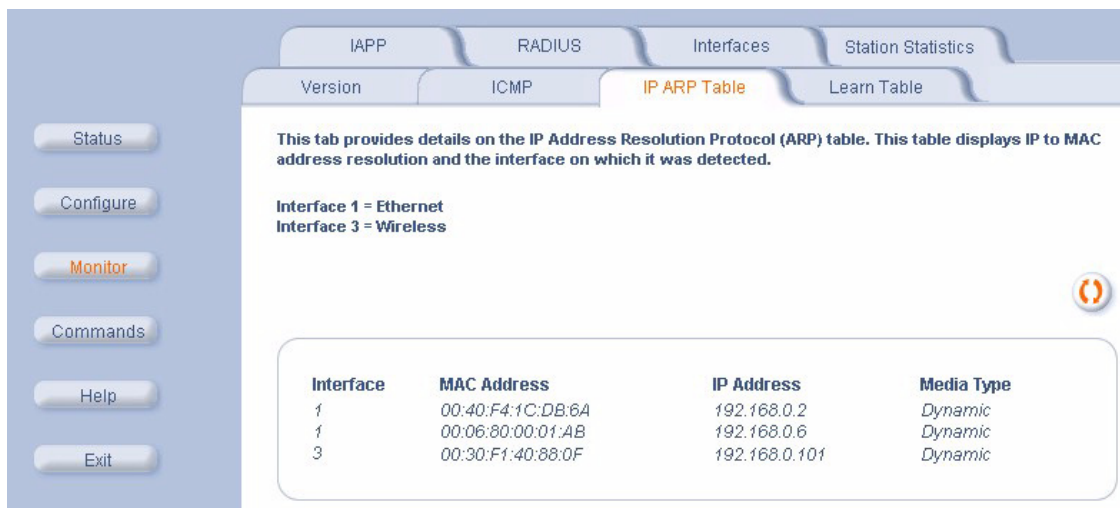 IAPP RADIUS Interfaces Station Statistics
Version ICMP IP ARP Table Learn Table
Status
Configure
Monitor
Commands
Help
Exit
This tab provides details on the IP Address Resolution Protocol (ARP) table. This table displays IP to MAC
address resolution and the interface on which it was detected.
Interface 1 = Ethernet
Interface 3 = Wireless
Interface MAC Address IP Address Media Type
1 00:40:F4:1C:DB:6A 192.168.0.2 Dynamic
1 00:06:80:00:01:AB 192.168.0.6 Dynamic
3 00:30:F1:40:88:0F 192.168.0.101 Dynamic